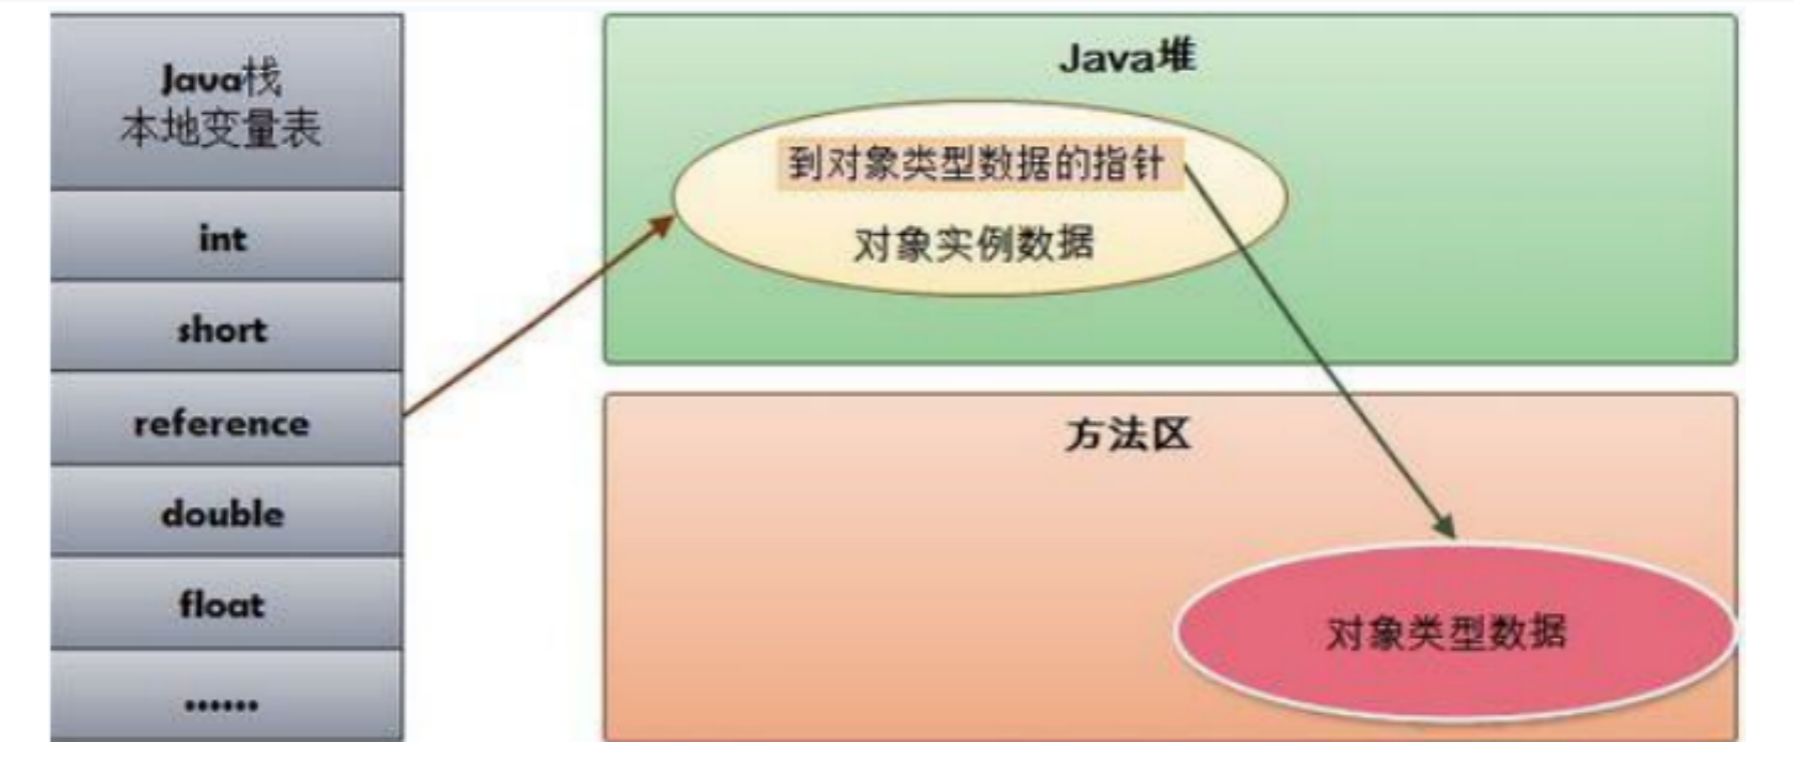 Java栈
本地变量表
int
short
reference
double
float
……
Java堆
到对象类型数据的指针
对象实例数据
方法区
对象类型数据